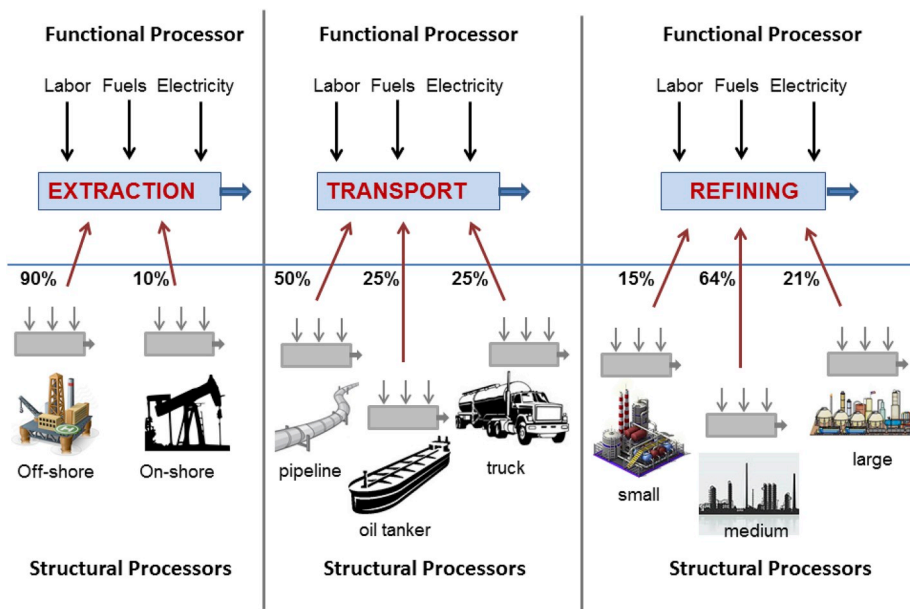 Functional Processor
Labor Fuels Electricity
EXTRACTION
90% 10%
Off-shore On-shore
Structural Processors
Functional Processor
Labor Fuels Electricity
TRANSPORT
50% 25% 25%
pipeline
oil tanker
truck
Structural Processors
Functional Processor
Labor Fuels Electricity
REFINING
15% 64% 21%
small
medium
large
Structural Processors